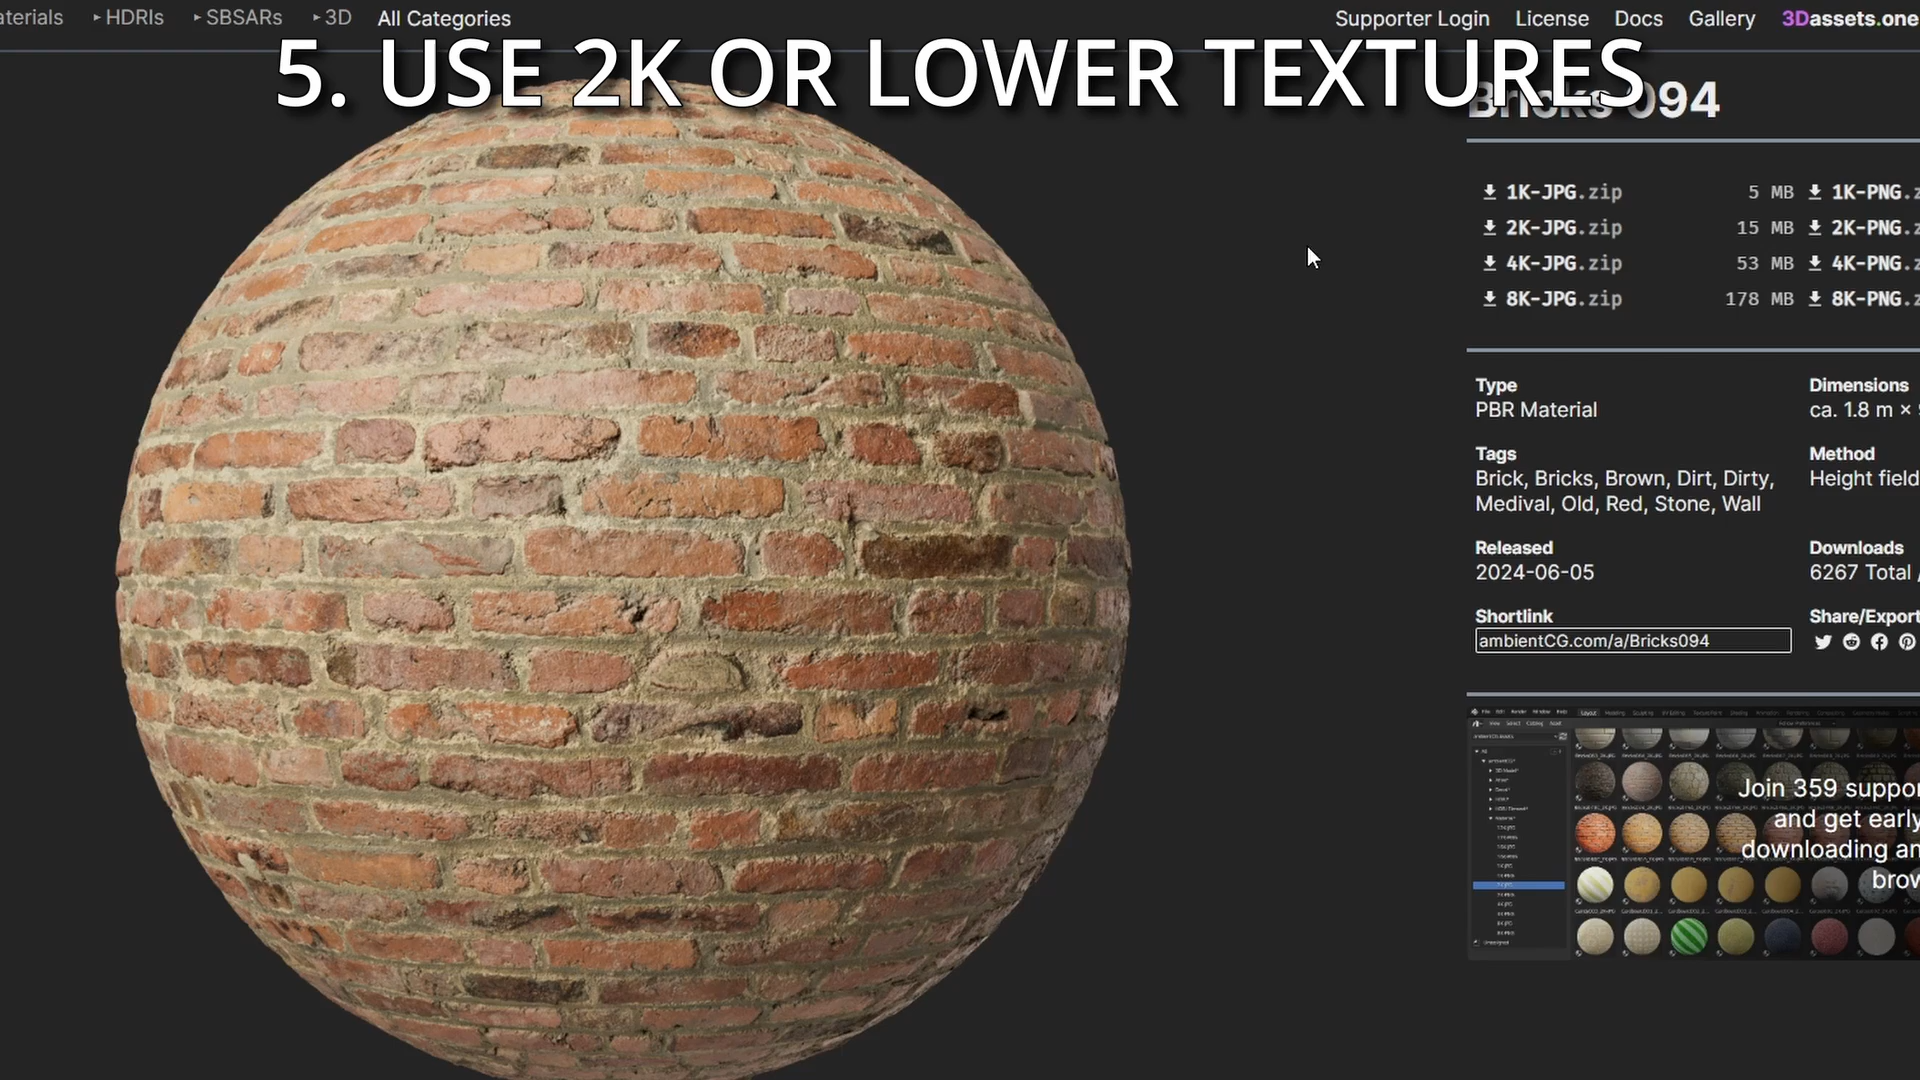 aterials ▸ HDRIs ▸ SBSARs ▸ 3D All Categories Supporter Login License Docs Gallery 3Dassets.one
5. USE 2K OR LOWER TEXTURES
Bricks 094
1K-JPG.zip 5 MB 1K-PNG.z
2K-JPG.zip 15 MB 2K-PNG.z
4K-JPG.zip 53 MB 4K-PNG.z
8K-JPG.zip 178 MB 8K-PNG.z
Type
PBR Material
Dimensions
ca. 1.8 m ×
Tags
Brick, Bricks, Brown, Dirt, Dirty,
Medival, Old, Red, Stone, Wall
Method
Height field
Released
2024-06-05
Downloads
6267 Total /
Shortlink
ambientCG.com/a/Bricks094
Share/Export
Join 359 suppor
and get early
downloading an
brow